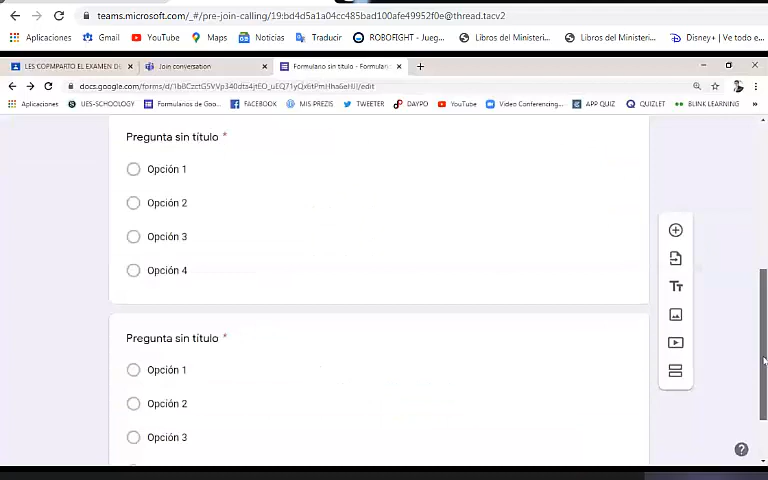 teams.microsoft.com/_#/pre-join-calling/19:bd4d5a1a04cc485bad100afe49952f0e@thread.tacv2
Aplicaciones Gmail YouTube Maps Noticias Traducir ROBOFIGHT - Jueg... Libros del Ministeri... Libros del Ministeri... Disney+ | Ve todo e...
LES COPMPARTO EL EXAMEN DE × Join conversation × Formulario sin título - Formulari × +
Aplicaciones UES-SCHOOLOGY Formularios de Goo... FACEBOOK MIS PREZIS TWEETER DAYPO YouTube Video Conferencing... APP QUIZ QUIZLET BLINK LEARNING »
Pregunta sin título *
Opción 1
Opción 2
Opción 3
Opción 4
Pregunta sin título *
Opción 1
Opción 2
Opción 3